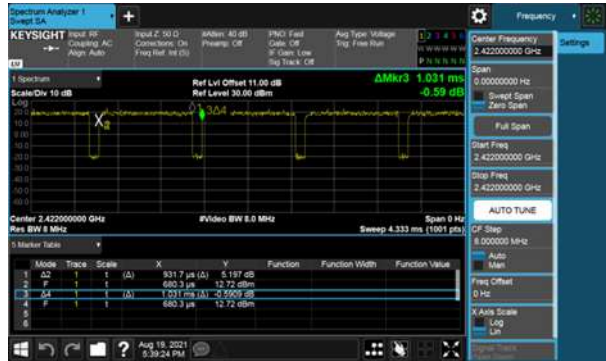 Spectrum Analyzer 1
Swept SA
Frequency
KEYSIGHT Input: RF
Coupling: AC
Align: Auto
Input Z: 50 Ω
Corrections: On
Freq Ref: Int (S)
#Atten: 40 dB
Preamp: Off
PNO: Fast
Gate: Off
IF Gain: Low
Sig Track: Off
Avg Type: Voltage
Trig: Free Run
1 2 3 4 5 6
W W W W W W
P N N N N N
Center Frequency
2.422000000 GHz
Settings
Span
0.00000000 Hz
Swept Span
Zero Span
Full Span
Start Freq
2.422000000 GHz
Stop Freq
2.422000000 GHz
AUTO TUNE
CF Step
8.000000 MHz
Auto
Man
Freq Offset
0 Hz
X Axis Scale
Log
Lin
Signal Track
1 Spectrum
Scale/Div 10 dB
Ref Lvl Offset 11.00 dB
Ref Level 30.00 dBm
ΔMkr3 1.031 ms
-0.59 dB
Log
Center 2.422000000 GHz
Res BW 8 MHz
#Video BW 8.0 MHz
Span 0 Hz
Sweep 4.333 ms (1001 pts)
5 Marker Table
Mode Trace Scale X Y Function Function Width Function Value
1 Δ2 1 t (Δ) 931.7 µs (Δ) 5.197 dB
2 F 1 t 680.3 µs 12.72 dBm
3 Δ4 1 t (Δ) 1.031 ms (Δ) -0.5909 dB
4 F 1 t 680.3 µs 12.72 dBm
5
6
Aug 19, 2021
5:39:24 PM